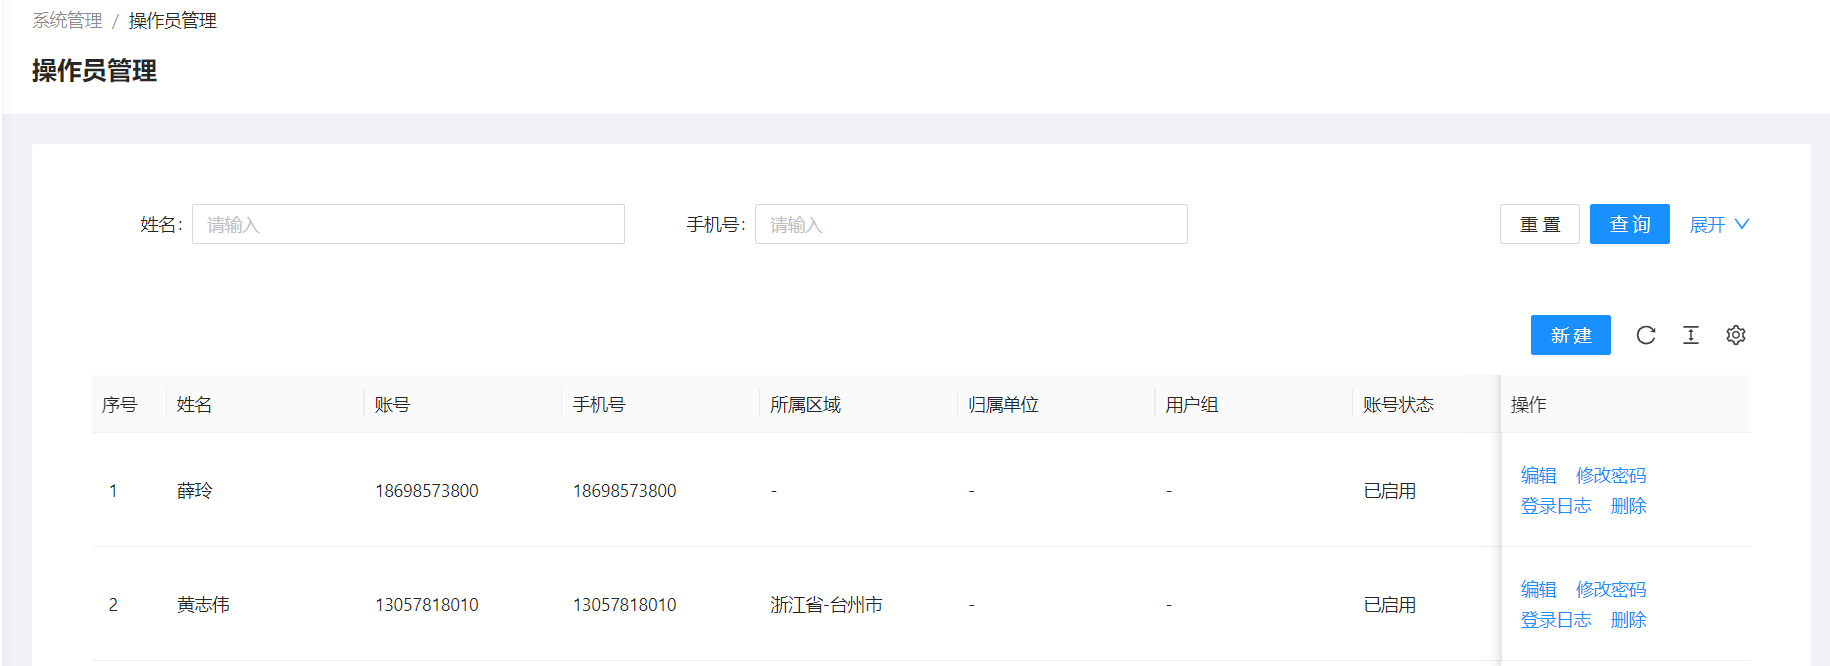 系统管理 / 操作员管理
操作员管理
姓名: 请输入 手机号: 请输入 重置 查询 展开
新建
序号 姓名 账号 手机号 所属区域 归属单位 用户组 账号状态 操作
1 薛玲 18698573800 18698573800 - - - 已启用 编辑 修改密码
登录日志 删除
2 黄志伟 13057818010 13057818010 浙江省-台州市 - - 已启用 编辑 修改密码
登录日志 删除